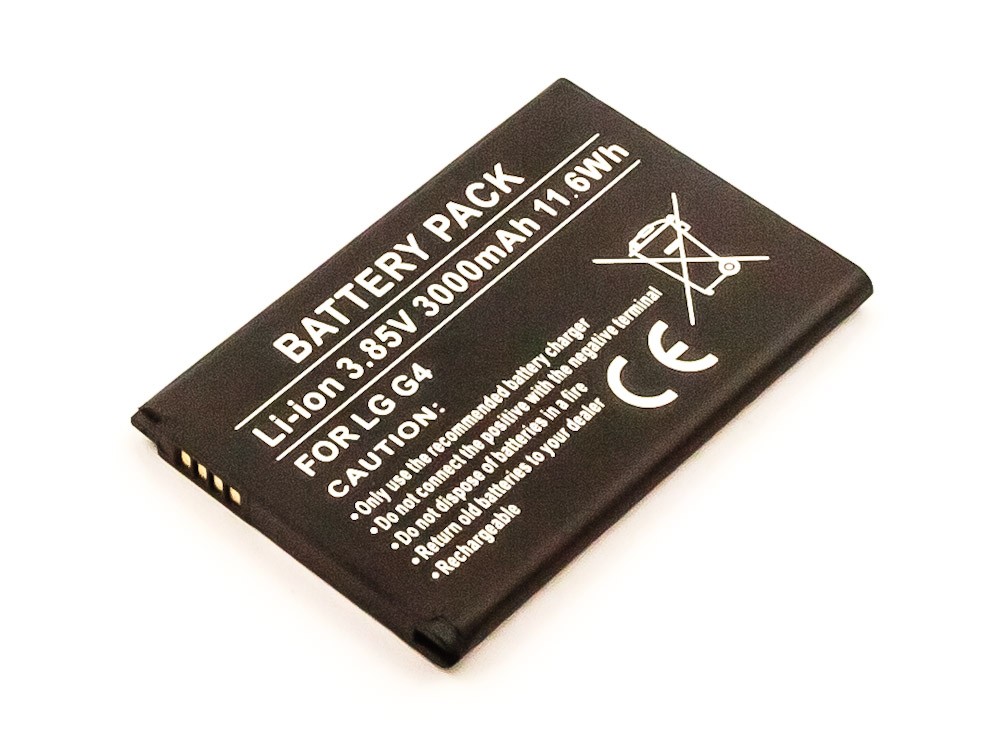 BATTERY PACK
Li-ion 3.85V 3000mAh 11.6Wh
FOR LG G4
CAUTION:
•Only use the recommended battery charger
•Do not connect the positive with negative terminal
•Do not dispose of batteries in a fire
•Return old batteries to your dealer
•Rechargeable
CE